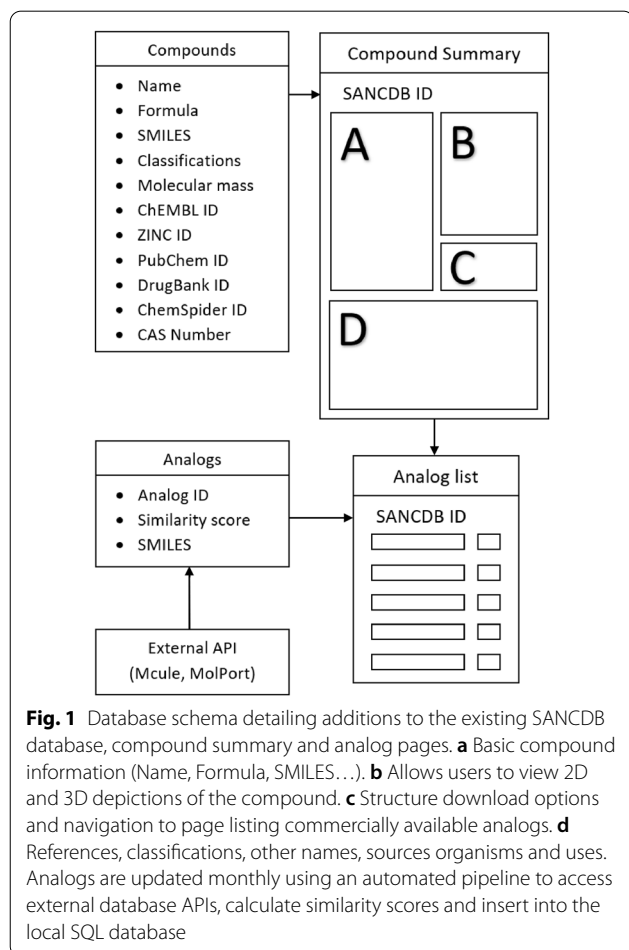 Compounds
• Name
• Formula
• SMILES
• Classifications
• Molecular mass
• ChEMBL ID
• ZINC ID
• PubChem ID
• DrugBank ID
• ChemSpider ID
• CAS Number
Compound Summary
SANCDB ID
A
B
C
D
Analogs
• Analog ID
• Similarity score
• SMILES
External API
(Mcule, MolPort)
Analog list
SANCDB ID
Fig. 1 Database schema detailing additions to the existing SANCDB
database, compound summary and analog pages. a Basic compound
information (Name, Formula, SMILES…). b Allows users to view 2D
and 3D depictions of the compound. c Structure download options
and navigation to page listing commercially available analogs. d
References, classifications, other names, sources organisms and uses.
Analogs are updated monthly using an automated pipeline to access
external database APIs, calculate similarity scores and insert into the
local SQL database